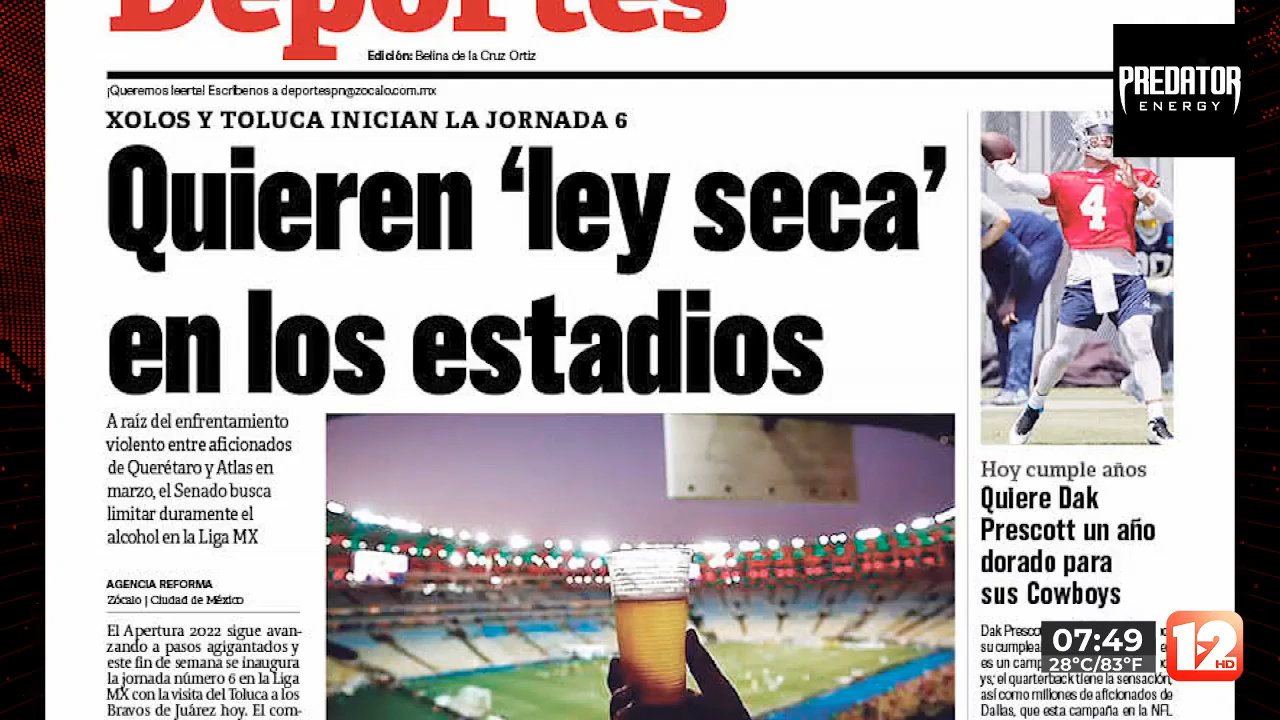 Deportes
Edición: Belina de la Cruz Ortiz
¡Queremos leerte! Escríbenos a deportespn@zocalo.com.mx
XOLOS Y TOLUCA INICIAN LA JORNADA 6
Quieren ‘ley seca’
en los estadios
A raíz del enfrentamiento
violento entre aficionados
de Querétaro y Atlas en
marzo, el Senado busca
limitar duramente el
alcohol en la Liga MX
AGENCIA REFORMA
Zócalo | Ciudad de México
El Apertura 2022 sigue avan-
zando a pasos agigantados y
este fin de semana se inaugura
la jornada número 6 en la Liga
MX con la visita del Toluca a los
Bravos de Juárez hoy. El com-
PREDATOR
ENERGY
4
Hoy cumple años
Quiere Dak
Prescott un año
dorado para
sus Cowboys
Dak Presco
su cumplea
es un camp
ys; el quarterback tiene la sensación,
así como millones de aficionados de
Dallas, que esta campaña en la NFL
07:49
28°C/83°F
12
HD